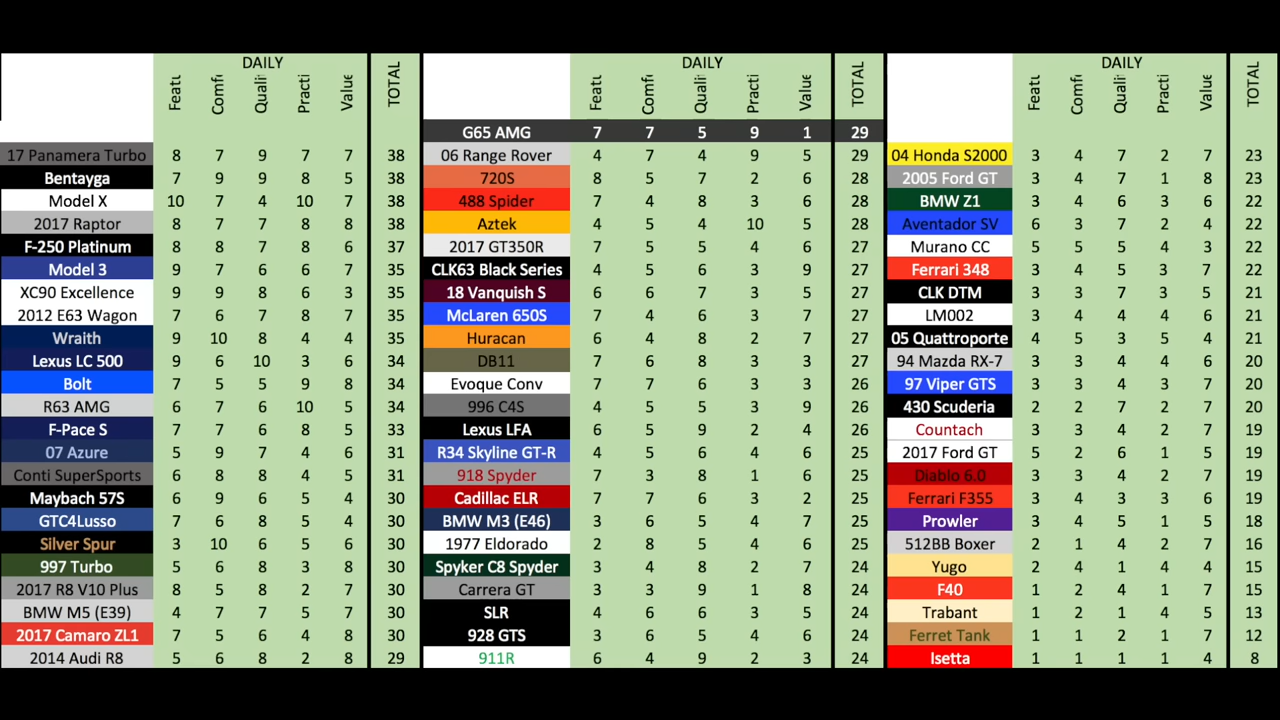 DAILY
Featu Comfo Qualit Practi Value TOTAL
17 Panamera Turbo 8 7 9 7 7 38
Bentayga 7 9 9 8 5 38
Model X 10 7 4 10 7 38
2017 Raptor 8 7 7 8 8 38
F-250 Platinum 8 8 7 8 6 37
Model 3 9 7 6 6 7 35
XC90 Excellence 9 9 8 6 3 35
2012 E63 Wagon 7 6 7 8 7 35
Wraith 9 10 8 4 4 35
Lexus LC 500 9 6 10 3 6 34
Bolt 7 5 5 9 8 34
R63 AMG 6 7 6 10 5 34
F-Pace S 7 7 6 8 5 33
07 Azure 5 9 7 4 6 31
Conti SuperSports 6 8 8 4 5 31
Maybach 57S 6 9 6 5 4 30
GTC4Lusso 7 6 8 5 4 30
Silver Spur 3 10 6 5 6 30
997 Turbo 5 6 8 3 8 30
2017 R8 V10 Plus 8 5 8 2 7 30
BMW M5 (E39) 4 7 7 5 7 30
2017 Camaro ZL1 7 5 6 4 8 30
2014 Audi R8 5 6 8 2 8 29
DAILY
Featu Comfo Qualit Practi Value TOTAL
G65 AMG 7 7 5 9 1 29
06 Range Rover 4 7 4 9 5 29
720S 8 5 7 2 6 28
488 Spider 7 4 8 3 6 28
Aztek 4 5 4 10 5 28
2017 GT350R 7 5 5 4 6 27
CLK63 Black Series 4 5 6 3 9 27
18 Vanquish S 6 6 7 3 5 27
McLaren 650S 7 4 6 3 7 27
Huracan 6 4 8 2 7 27
DB11 7 6 8 3 3 27
Evoque Conv 7 7 6 3 3 26
996 C4S 4 5 5 3 9 26
Lexus LFA 6 5 9 2 4 26
R34 Skyline GT-R 4 5 6 4 6 25
918 Spyder 7 3 8 1 6 25
Cadillac ELR 7 7 6 3 2 25
BMW M3 (E46) 3 6 5 4 7 25
1977 Eldorado 2 8 5 4 6 25
Spyker C8 Spyder 3 4 8 2 7 24
Carrera GT 3 3 9 1 8 24
SLR 4 6 6 3 5 24
928 GTS 3 6 5 4 6 24
911R 6 4 9 2 3 24
DAILY
Featu Comfo Qualit Practi Value TOTAL
04 Honda S2000 3 4 7 2 7 23
2005 Ford GT 3 4 7 1 8 23
BMW Z1 3 4 6 3 6 22
Aventador SV 6 3 7 2 4 22
Murano CC 5 5 5 4 3 22
Ferrari 348 3 4 5 3 7 22
CLK DTM 3 3 7 3 5 21
LM002 3 4 4 4 6 21
05 Quattroporte 4 5 3 5 4 21
94 Mazda RX-7 3 3 4 4 6 20
97 Viper GTS 3 3 4 3 7 20
430 Scuderia 2 2 7 2 7 20
Countach 3 3 4 2 7 19
2017 Ford GT 5 2 6 1 5 19
Diablo 6.0 3 3 4 2 7 19
Ferrari F355 3 4 3 3 6 19
Prowler 3 4 5 1 5 18
512BB Boxer 2 1 4 2 7 16
Yugo 2 4 1 4 4 15
F40 1 2 4 1 7 15
Trabant 1 2 1 4 5 13
Ferret Tank 1 1 2 1 7 12
Isetta 1 1 1 1 4 8